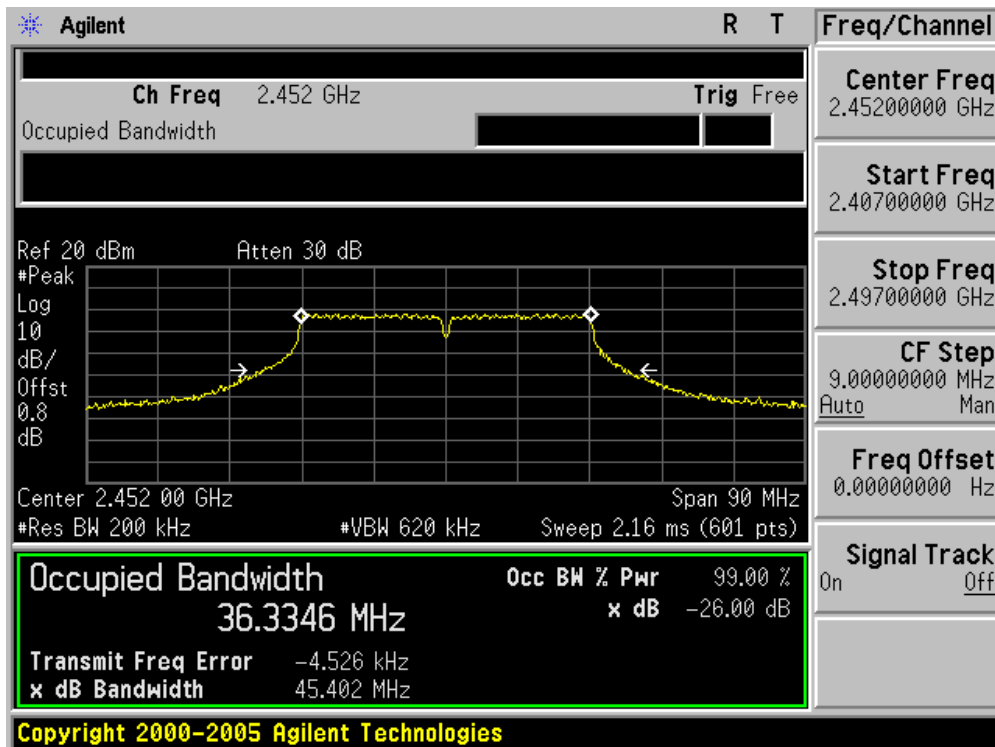 Agilent R T
Ch Freq 2.452 GHz Trig Free
Occupied Bandwidth
Ref 20 dBm Atten 30 dB
#Peak
Log
10
dB/
Offst
0.8
dB
Center 2.452 00 GHz Span 90 MHz
#Res BW 200 kHz #VBW 620 kHz Sweep 2.16 ms (601 pts)
Occupied Bandwidth
36.3346 MHz
Occ BW % Pwr 99.00 %
x dB -26.00 dB
Transmit Freq Error -4.526 kHz
x dB Bandwidth 45.402 MHz
Copyright 2000-2005 Agilent Technologies
Freq/Channel
Center Freq
2.45200000 GHz
Start Freq
2.40700000 GHz
Stop Freq
2.49700000 GHz
CF Step
9.00000000 MHz
Auto Man
Freq Offset
0.00000000 Hz
Signal Track
On Off